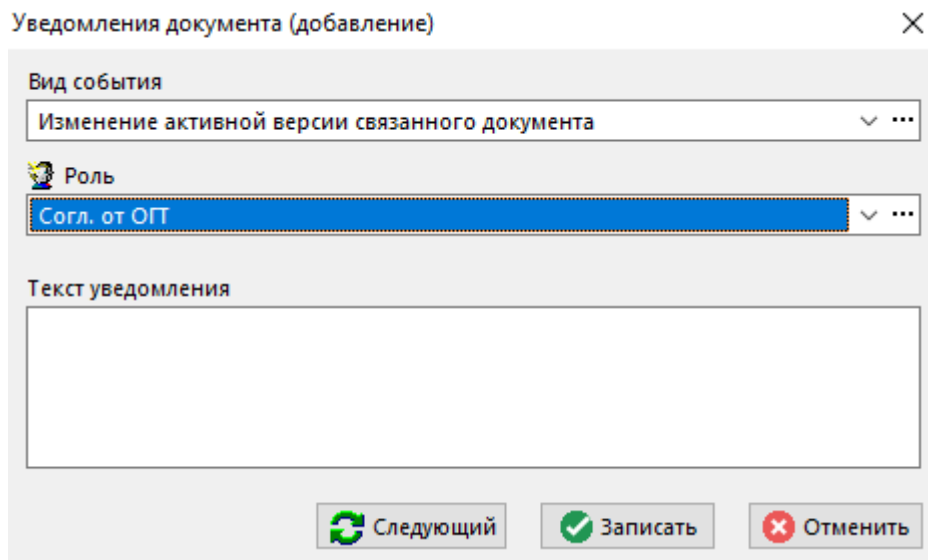 Уведомления документа (добавление)
Вид события
Изменение активной версии связанного документа
Роль
Согл. от ОГТ
Текст уведомления
Следующий Записать Отменить